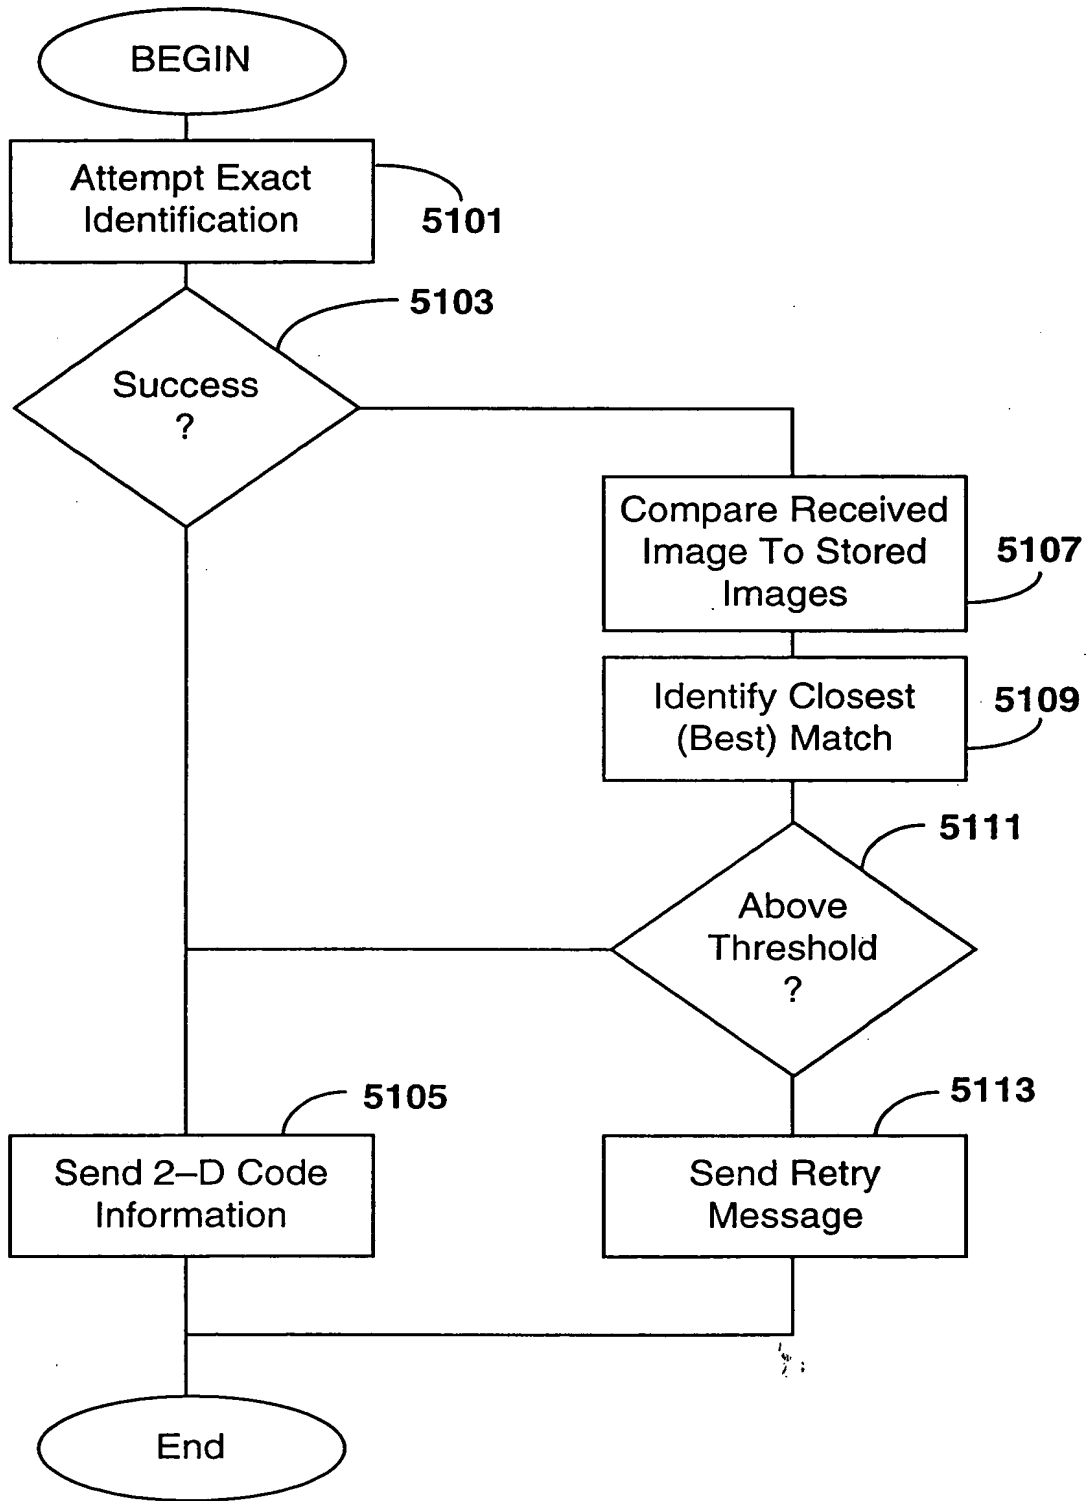 BEGIN
Attempt Exact
Identification
5101
5103
Success
?
Compare Received
Image To Stored
Images
5107
Identify Closest
(Best) Match
5109
5111
Above
Threshold
?
5105
Send 2–D Code
Information
5113
Send Retry
Message
End